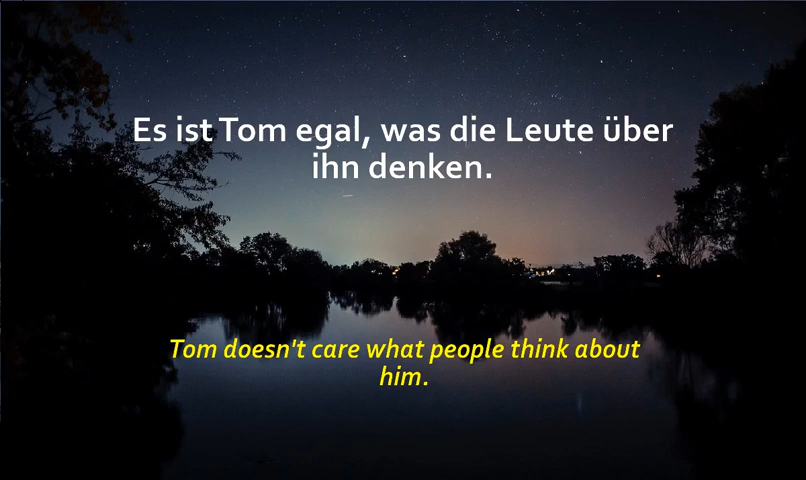 Es ist Tom egal, was die Leute über
ihn denken.
Tom doesn't care what people think about
him.